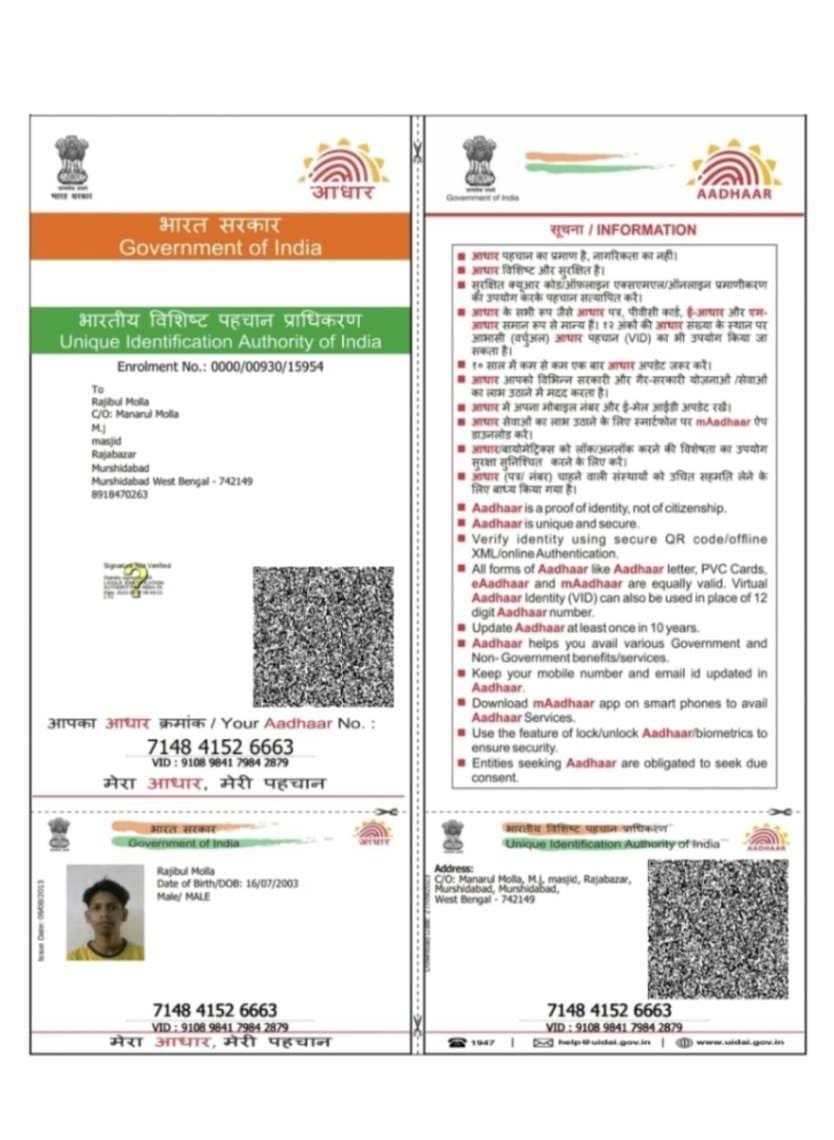 भारत सरकार
आधार
भारत सरकार
Government of India
भारतीय विशिष्ट पहचान प्राधिकरण
Unique Identification Authority of India
Enrolment No.: 0000/00930/15954
To
Rajibul Molla
C/O: Manarul Molla
M,j
masjid
Rajabazar
Murshidabad
Murshidabad West Bengal - 742149
8918470263
Signature Not Verified
आपका आधार क्रमांक / Your Aadhaar No. :
7148 4152 6663
VID : 9108 9841 7984 2879
मेरा आधार, मेरी पहचान
भारत सरकार
Government of India
आधार
Issue Date: 09/08/2013
Rajibul Molla
Date of Birth/DOB: 16/07/2003
Male/ MALE
7148 4152 6663
VID : 9108 9841 7984 2879
मेरा आधार, मेरी पहचान
Government of India
AADHAAR
सूचना / INFORMATION
■ आधार पहचान का प्रमाण है, नागरिकता का नहीं।
■ आधार विशिष्ट और सुरक्षित है।
■ सुरक्षित क्यूआर कोड/ऑफ़लाइन एक्सएमएल/ऑनलाइन प्रमाणीकरण
का उपयोग करके पहचान सत्यापित करें।
■ आधार के सभी रूप जैसे आधार पत्र, पीवीसी कार्ड, ई-आधार और एम-
आधार समान रूप से मान्य हैं। १२ अंकों की आधार संख्या के स्थान पर
आभासी (वर्चुअल) आधार पहचान (VID) का भी उपयोग किया जा
सकता है।
■ १० साल में कम से कम एक बार आधार अपडेट जरूर करें।
■ आधार आपको विभिन्न सरकारी और गैर-सरकारी योजनाओं /सेवाओं
का लाभ उठाने में मदद करता है।
■ आधार में अपना मोबाइल नंबर और ई-मेल आईडी अपडेट रखें।
■ आधार सेवाओं का लाभ उठाने के लिए स्मार्टफोन पर mAadhaar ऐप
डाउनलोड करें।
■ आधार/बायोमेट्रिक्स को लॉक/अनलॉक करने की विशेषता का उपयोग
सुरक्षा सुनिश्चित करने के लिए करें।
■ आधार (पत्र/ नंबर) चाहने वाली संस्थाओं को उचित सहमति लेने के
लिए बाध्य किया गया है।
■ Aadhaar is a proof of identity, not of citizenship.
■ Aadhaar is unique and secure.
■ Verify identity using secure QR code/offline
XML/online Authentication.
■ All forms of Aadhaar like Aadhaar letter, PVC Cards,
eAadhaar and mAadhaar are equally valid. Virtual
Aadhaar Identity (VID) can also be used in place of 12
digit Aadhaar number.
■ Update Aadhaar at least once in 10 years.
■ Aadhaar helps you avail various Government and
Non- Government benefits/services.
■ Keep your mobile number and email id updated in
Aadhaar.
■ Download mAadhaar app on smart phones to avail
Aadhaar Services.
■ Use the feature of lock/unlock Aadhaar/biometrics to
ensure security.
■ Entities seeking Aadhaar are obligated to seek due
consent.
भारतीय विशिष्ट पहचान प्राधिकरण
Unique Identification Authority of India
AADHAAR
Address:
C/O: Manarul Molla, M,j, masjid, Rajabazar,
Murshidabad, Murshidabad,
West Bengal - 742149
7148 4152 6663
VID : 9108 9841 7984 2879
1947 | help@uidai.gov.in | www.uidai.gov.in